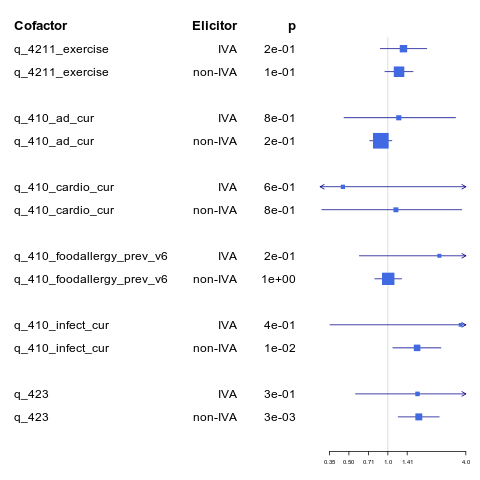 Cofactor Elicitor p
q_4211_exercise IVA 2e-01
q_4211_exercise non-IVA 1e-01
q_410_ad_cur IVA 8e-01
q_410_ad_cur non-IVA 2e-01
q_410_cardio_cur IVA 6e-01
q_410_cardio_cur non-IVA 8e-01
q_410_foodallergy_prev_v6 IVA 2e-01
q_410_foodallergy_prev_v6 non-IVA 1e+00
q_410_infect_cur IVA 4e-01
q_410_infect_cur non-IVA 1e-02
q_423 IVA 3e-01
q_423 non-IVA 3e-03
0.35 0.50 0.71 1.0 1.41 4.0